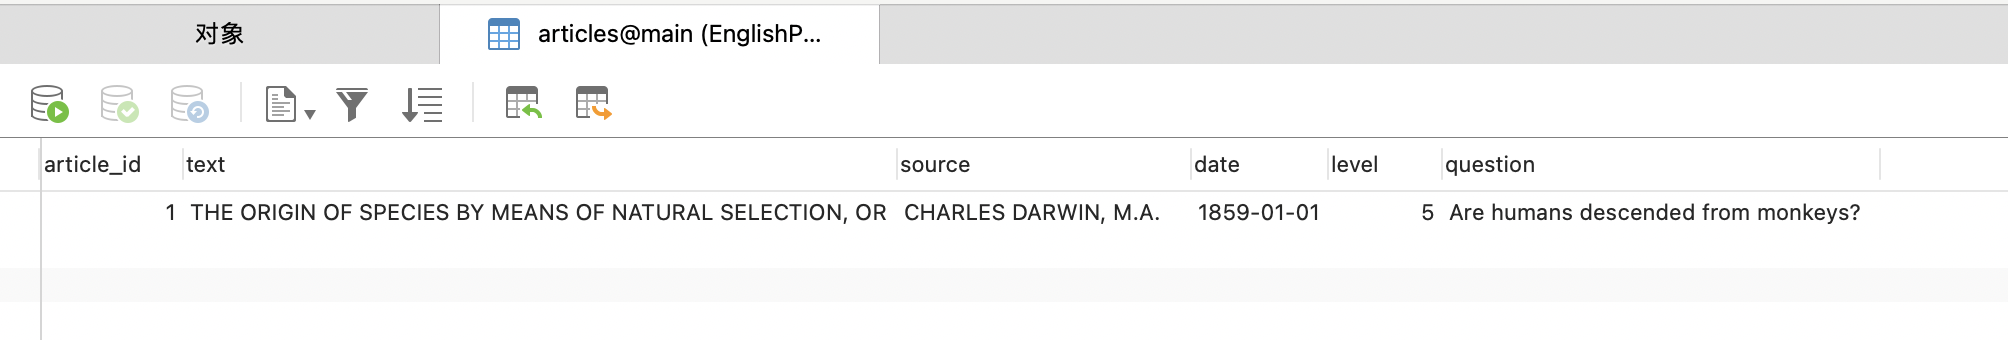 对象
articles@main (EnglishP...
article_id text source date level question
1 THE ORIGIN OF SPECIES BY MEANS OF NATURAL SELECTION, OR CHARLES DARWIN, M.A. 1859-01-01 5 Are humans descended from monkeys?